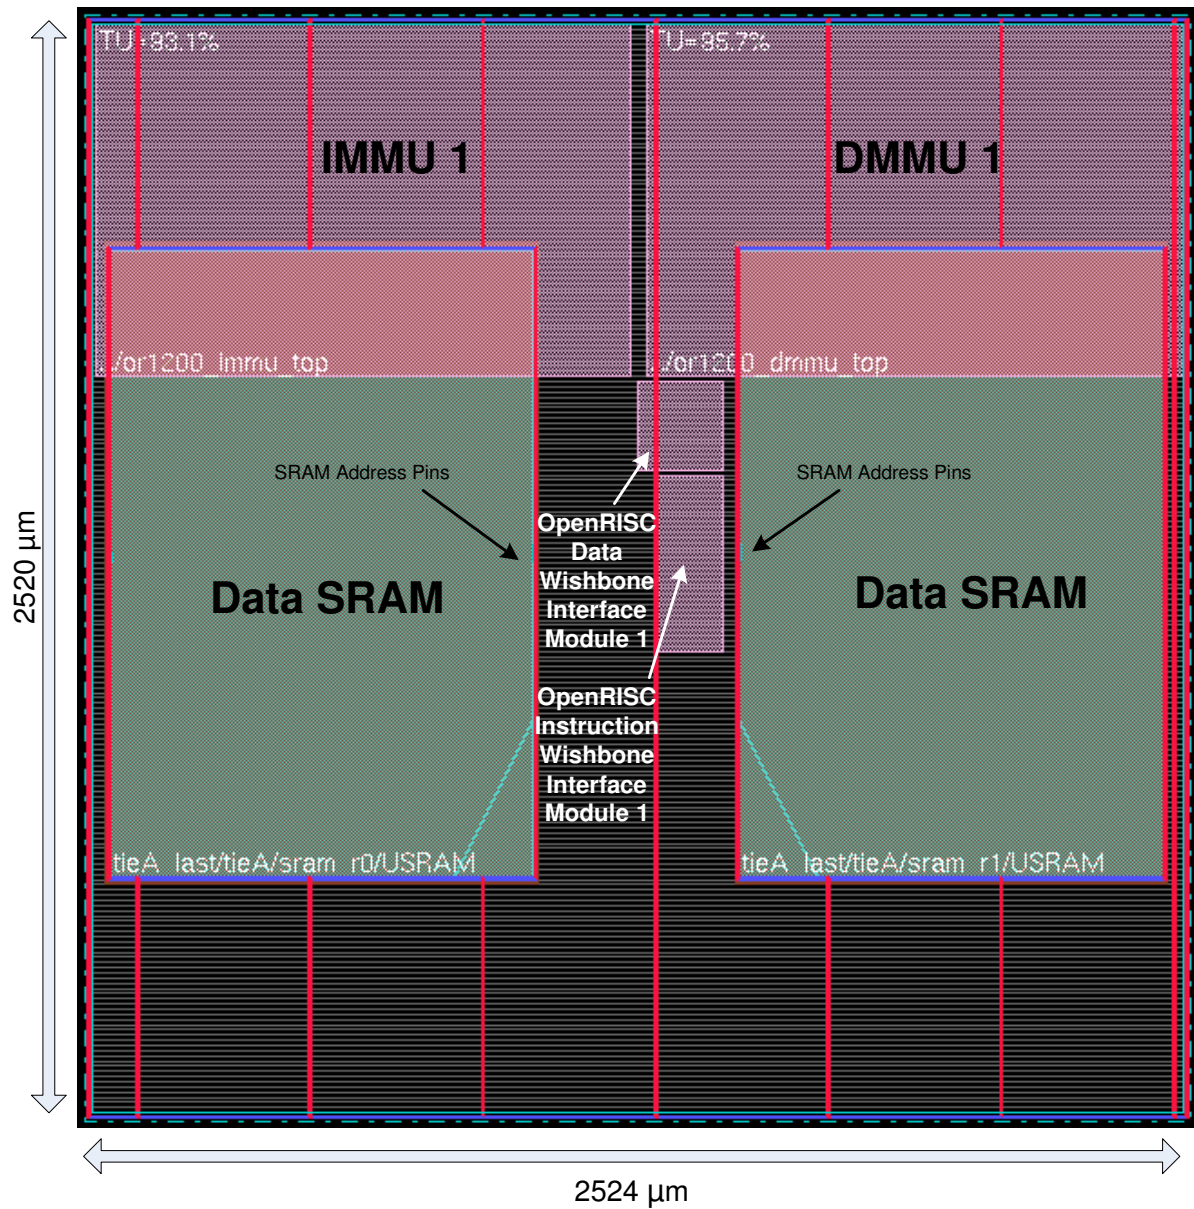 TU=93.1%
TU=95.7%
IMMU 1
DMMU 1
../or1200_immu_top
../or1200_dmmu_top
SRAM Address Pins
SRAM Address Pins
OpenRISC
Data
Wishbone
Interface
Module 1
Data SRAM
Data SRAM
OpenRISC
Instruction
Wishbone
Interface
Module 1
tieA_last/tieA/sram_r0/USRAM
tieA_last/tieA/sram_r1/USRAM
2520 µm
2524 µm